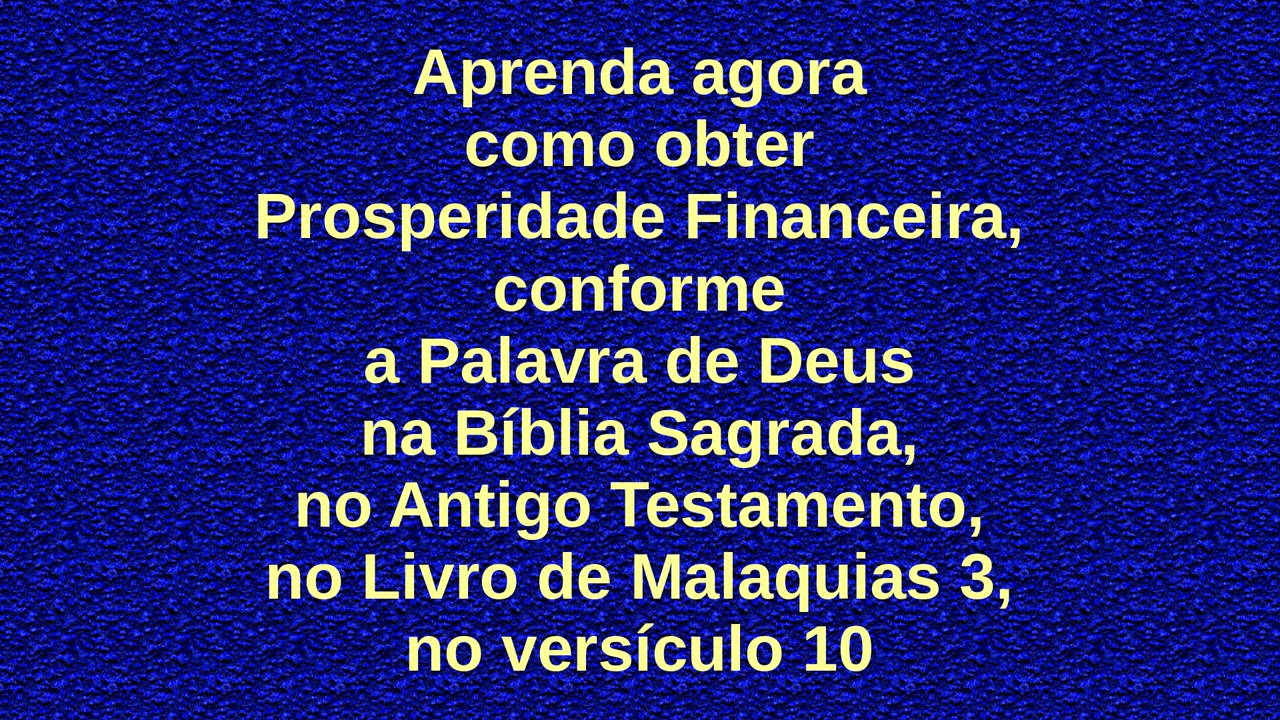 Aprenda agora
como obter
Prosperidade Financeira,
conforme
a Palavra de Deus
na Bíblia Sagrada,
no Antigo Testamento,
no Livro de Malaquias 3,
no versículo 10